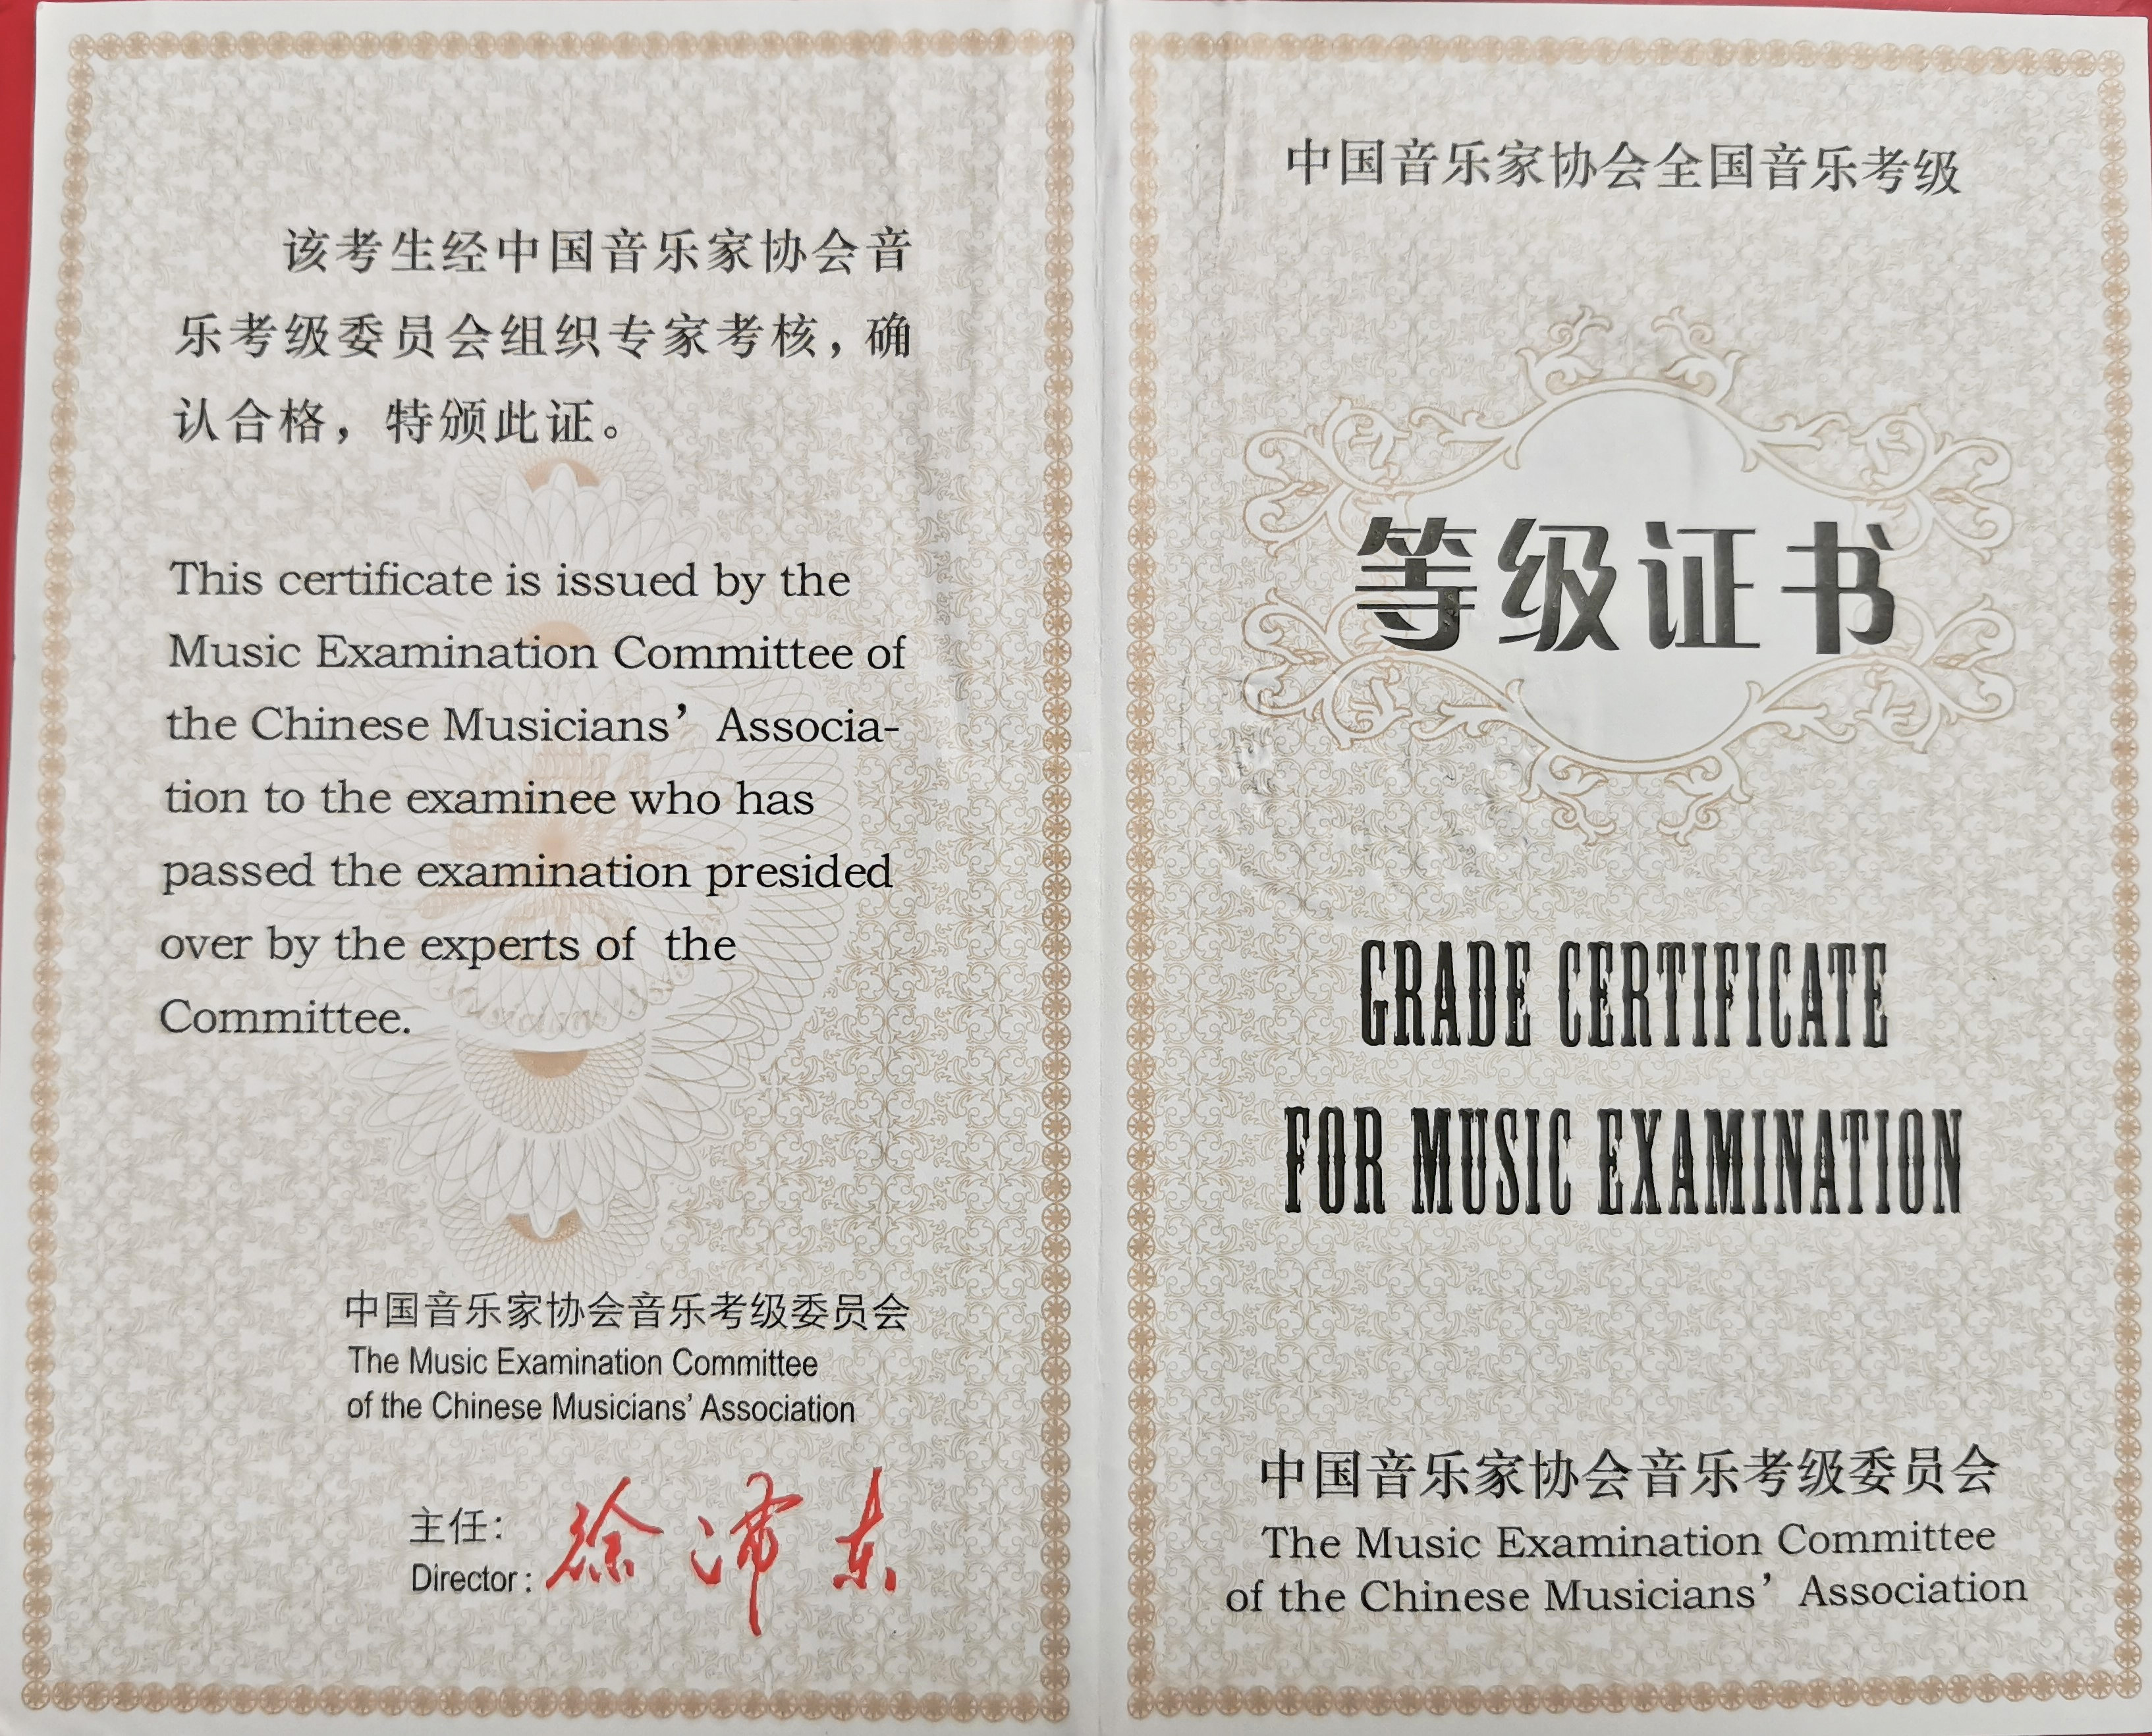 该考生经中国音乐家协会音
乐考级委员会组织专家考核，确
认合格，特颁此证。
This certificate is issued by the
Music Examination Committee of
the Chinese Musicians’ Associa-
tion to the examinee who has
passed the examination presided
over by the experts of the
Committee.
中国音乐家协会音乐考级委员会
The Music Examination Committee
of the Chinese Musicians’ Association
主任：徐沛东
Director :
中国音乐家协会全国音乐考级
等级证书
GRADE CERTIFICATE
FOR MUSIC EXAMINATION
中国音乐家协会音乐考级委员会
The Music Examination Committee
of the Chinese Musicians’ Association